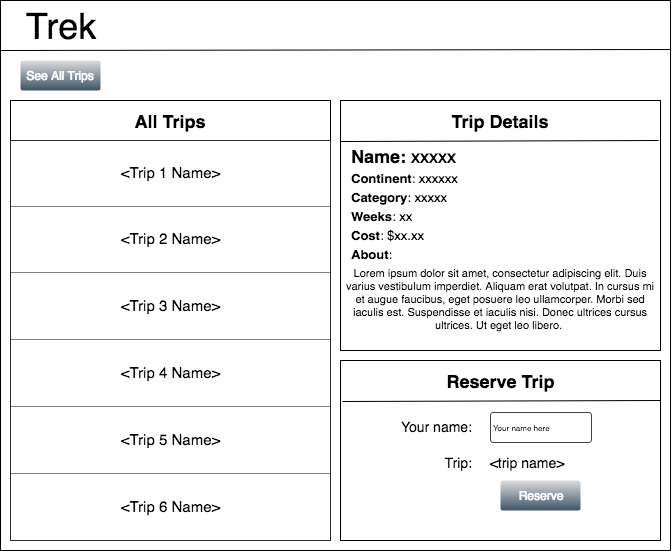 Trek
See All Trips
All Trips
<Trip 1 Name>
<Trip 2 Name>
<Trip 3 Name>
<Trip 4 Name>
<Trip 5 Name>
<Trip 6 Name>
Trip Details
Name: xxxxx
Continent: xxxxxx
Category: xxxxx
Weeks: xx
Cost: $xx.xx
About:
Lorem ipsum dolor sit amet, consectetur adipiscing elit. Duis
varius vestibulum imperdiet. Aliquam erat volutpat. In cursus mi
et augue faucibus, eget posuere leo ullamcorper. Morbi sed
iaculis est. Suspendisse et iaculis nisi. Donec ultrices cursus
ultrices. Ut eget leo libero.
Reserve Trip
Your name: Your name here
Trip: <trip name>
Reserve